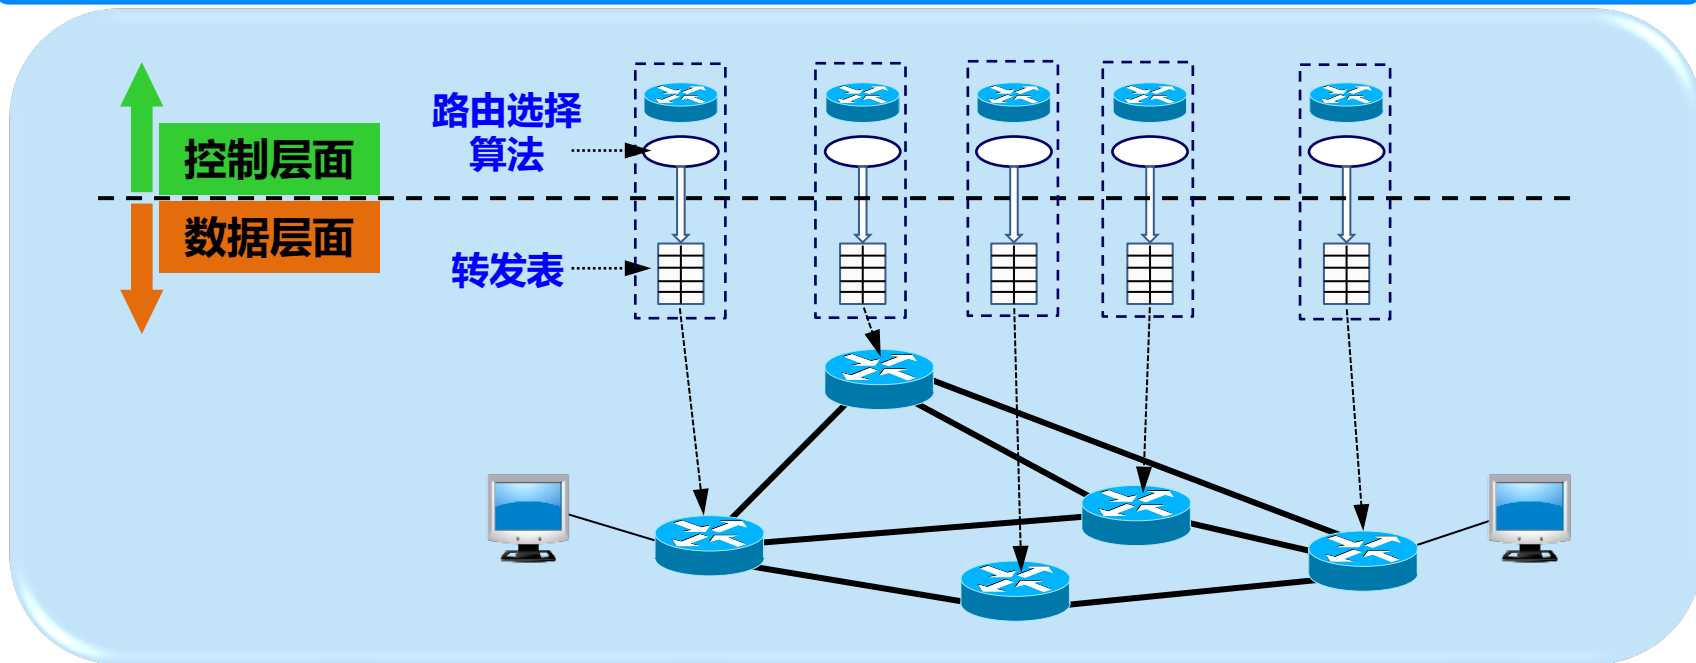 路由选择
算法
控制层面
数据层面
转发表